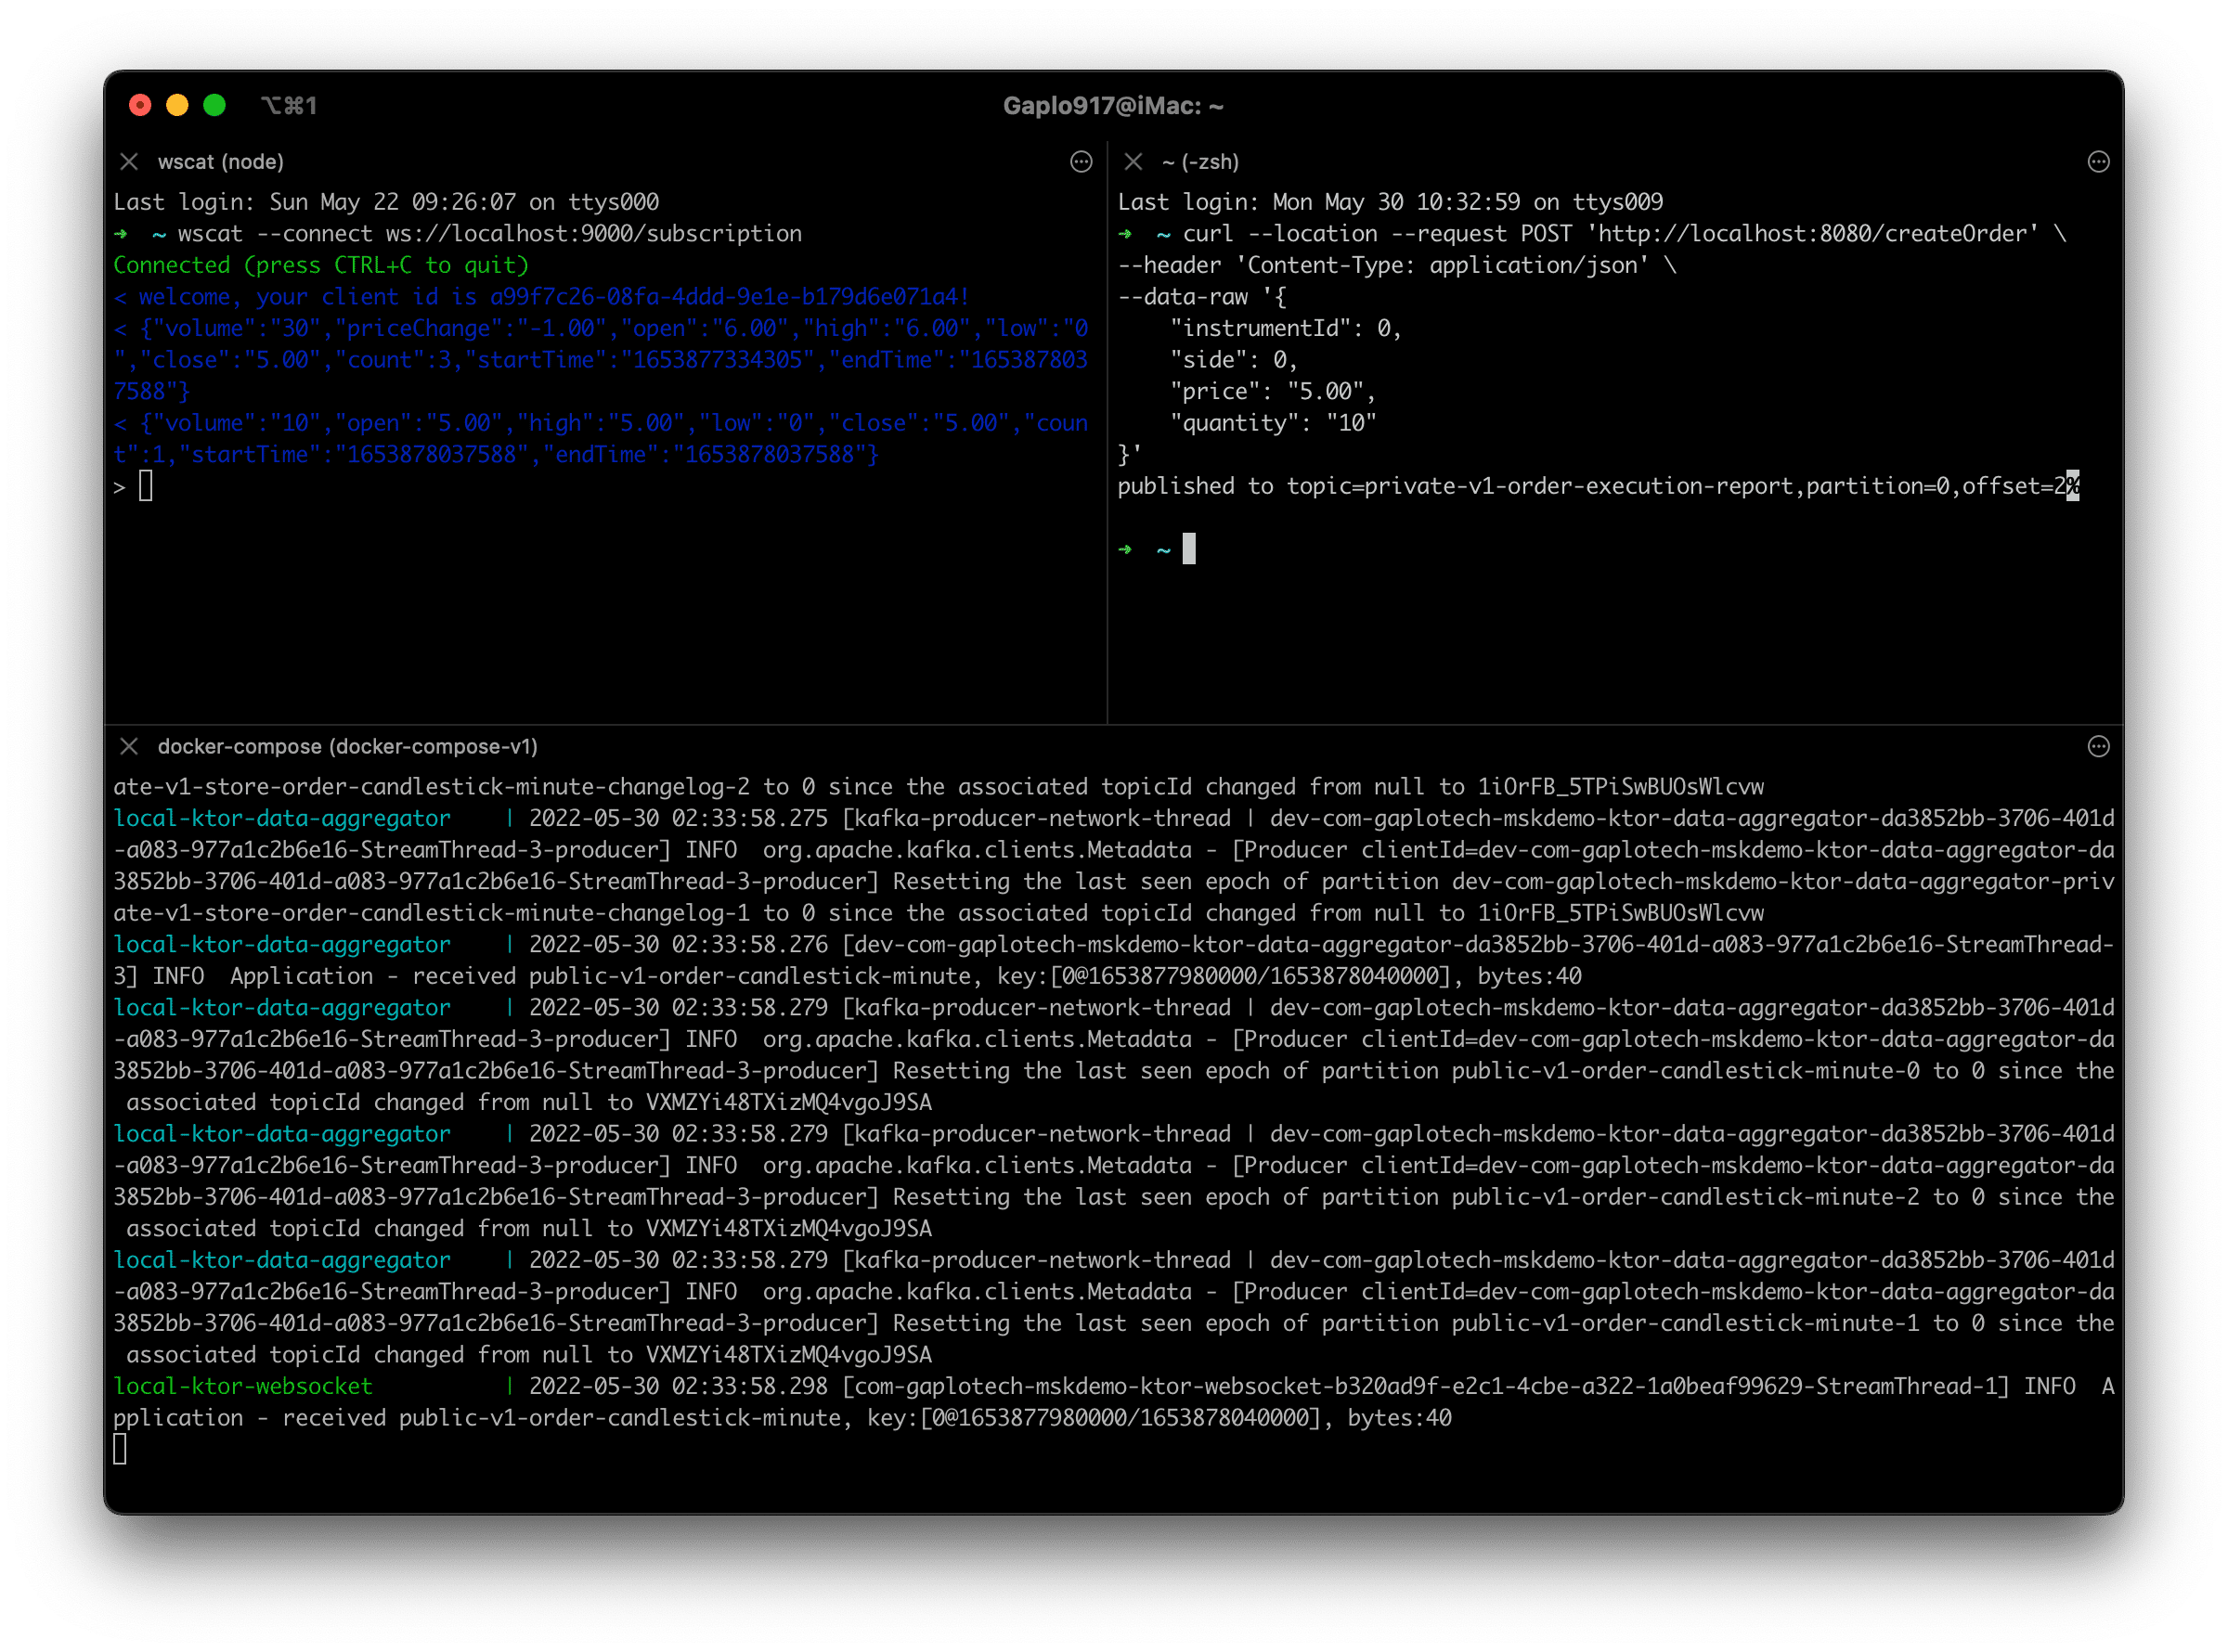 ⌥⌘1
Gaplo917@iMac: ~
wscat (node)
Last login: Sun May 22 09:26:07 on ttys000
➜  ~ wscat --connect ws://localhost:9000/subscription
Connected (press CTRL+C to quit)
< welcome, your client id is a99f7c26-08fa-4ddd-9e1e-b179d6e071a4!
< {"volume":"30","priceChange":"-1.00","open":"6.00","high":"6.00","low":"0
","close":"5.00","count":3,"startTime":"1653877334305","endTime":"165387803
7588"}
< {"volume":"10","open":"5.00","high":"5.00","low":"0","close":"5.00","coun
t":1,"startTime":"1653878037588","endTime":"1653878037588"}
>
~ (-zsh)
Last login: Mon May 30 10:32:59 on ttys009
➜  ~ curl --location --request POST 'http://localhost:8080/createOrder' \
--header 'Content-Type: application/json' \
--data-raw '{
    "instrumentId": 0,
    "side": 0,
    "price": "5.00",
    "quantity": "10"
}'
published to topic=private-v1-order-execution-report,partition=0,offset=2%
➜  ~
docker-compose (docker-compose-v1)
ate-v1-store-order-candlestick-minute-changelog-2 to 0 since the associated topicId changed from null to 1iOrFB_5TPiSwBUOsWlcvw
local-ktor-data-aggregator    | 2022-05-30 02:33:58.275 [kafka-producer-network-thread | dev-com-gaplotech-mskdemo-ktor-data-aggregator-da3852bb-3706-401d
-a083-977a1c2b6e16-StreamThread-3-producer] INFO  org.apache.kafka.clients.Metadata - [Producer clientId=dev-com-gaplotech-mskdemo-ktor-data-aggregator-da
3852bb-3706-401d-a083-977a1c2b6e16-StreamThread-3-producer] Resetting the last seen epoch of partition dev-com-gaplotech-mskdemo-ktor-data-aggregator-priv
ate-v1-store-order-candlestick-minute-changelog-1 to 0 since the associated topicId changed from null to 1iOrFB_5TPiSwBUOsWlcvw
local-ktor-data-aggregator    | 2022-05-30 02:33:58.276 [dev-com-gaplotech-mskdemo-ktor-data-aggregator-da3852bb-3706-401d-a083-977a1c2b6e16-StreamThread-
3] INFO  Application - received public-v1-order-candlestick-minute, key:[0@1653877980000/1653878040000], bytes:40
local-ktor-data-aggregator    | 2022-05-30 02:33:58.279 [kafka-producer-network-thread | dev-com-gaplotech-mskdemo-ktor-data-aggregator-da3852bb-3706-401d
-a083-977a1c2b6e16-StreamThread-3-producer] INFO  org.apache.kafka.clients.Metadata - [Producer clientId=dev-com-gaplotech-mskdemo-ktor-data-aggregator-da
3852bb-3706-401d-a083-977a1c2b6e16-StreamThread-3-producer] Resetting the last seen epoch of partition public-v1-order-candlestick-minute-0 to 0 since the
 associated topicId changed from null to VXMZYi48TXizMQ4vgoJ9SA
local-ktor-data-aggregator    | 2022-05-30 02:33:58.279 [kafka-producer-network-thread | dev-com-gaplotech-mskdemo-ktor-data-aggregator-da3852bb-3706-401d
-a083-977a1c2b6e16-StreamThread-3-producer] INFO  org.apache.kafka.clients.Metadata - [Producer clientId=dev-com-gaplotech-mskdemo-ktor-data-aggregator-da
3852bb-3706-401d-a083-977a1c2b6e16-StreamThread-3-producer] Resetting the last seen epoch of partition public-v1-order-candlestick-minute-2 to 0 since the
 associated topicId changed from null to VXMZYi48TXizMQ4vgoJ9SA
local-ktor-data-aggregator    | 2022-05-30 02:33:58.279 [kafka-producer-network-thread | dev-com-gaplotech-mskdemo-ktor-data-aggregator-da3852bb-3706-401d
-a083-977a1c2b6e16-StreamThread-3-producer] INFO  org.apache.kafka.clients.Metadata - [Producer clientId=dev-com-gaplotech-mskdemo-ktor-data-aggregator-da
3852bb-3706-401d-a083-977a1c2b6e16-StreamThread-3-producer] Resetting the last seen epoch of partition public-v1-order-candlestick-minute-1 to 0 since the
 associated topicId changed from null to VXMZYi48TXizMQ4vgoJ9SA
local-ktor-websocket          | 2022-05-30 02:33:58.298 [com-gaplotech-mskdemo-ktor-websocket-b320ad9f-e2c1-4cbe-a322-1a0beaf99629-StreamThread-1] INFO  A
pplication - received public-v1-order-candlestick-minute, key:[0@1653877980000/1653878040000], bytes:40